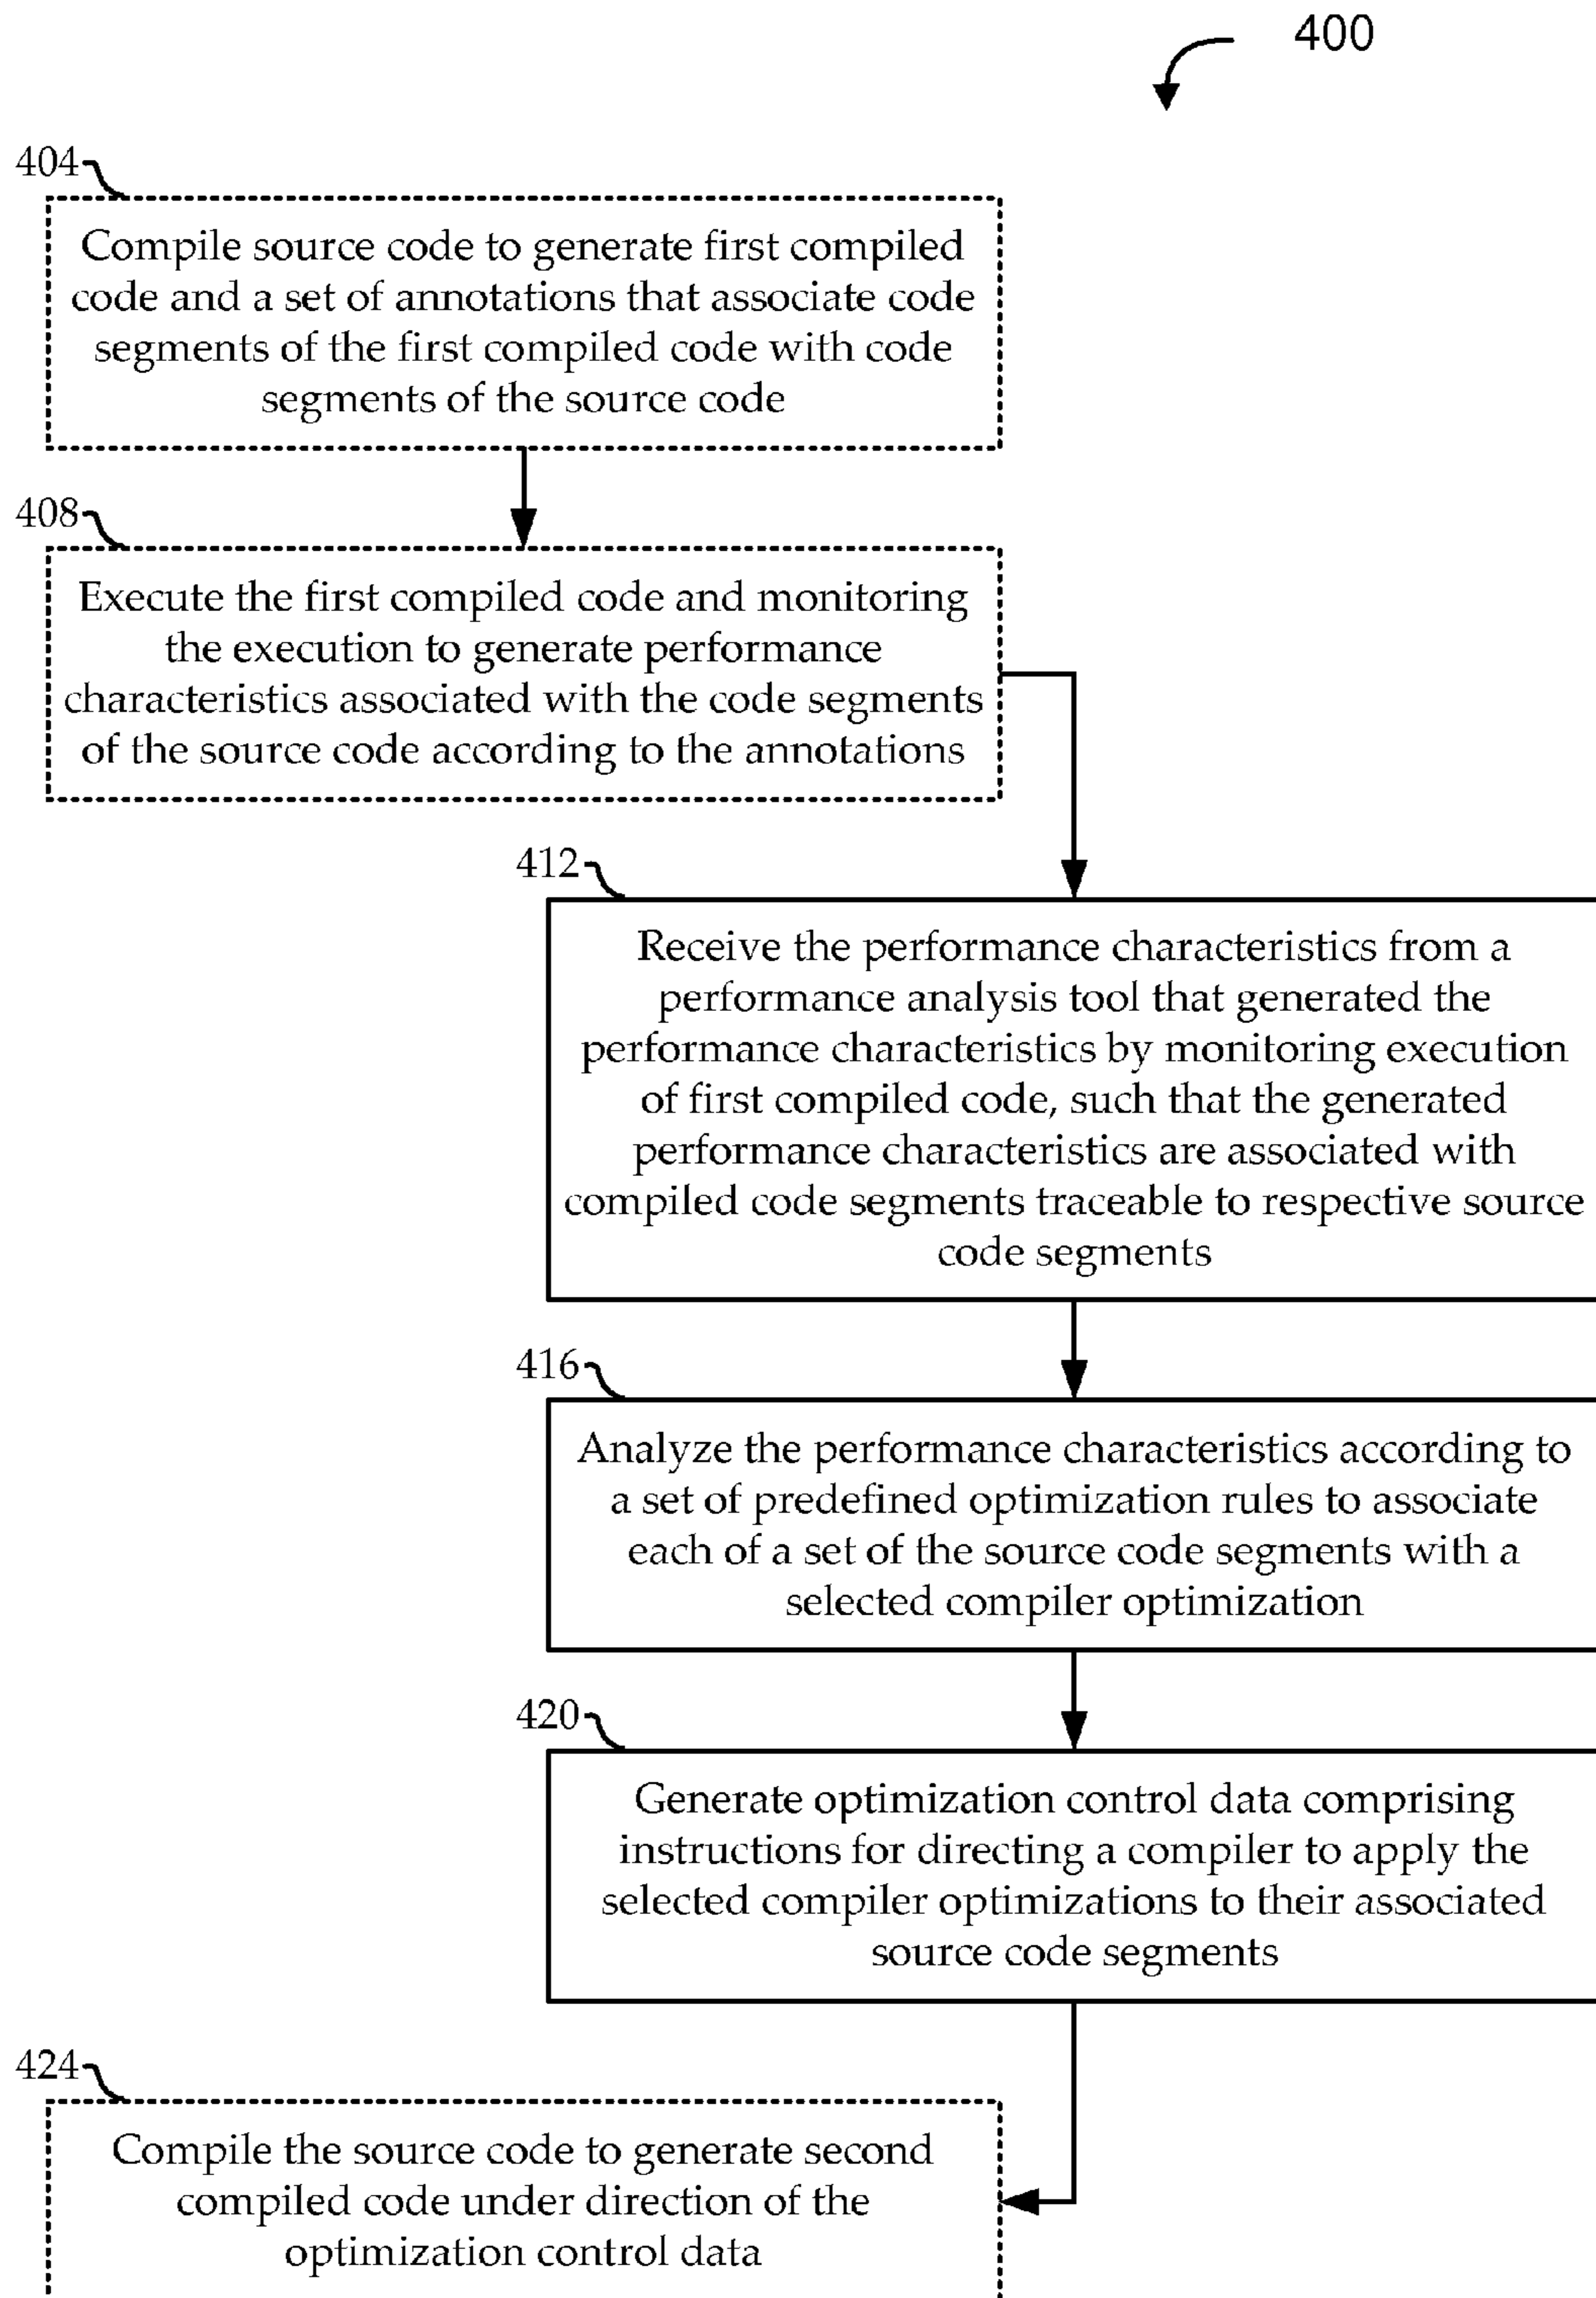 400
404
Compile source code to generate first compiled
code and a set of annotations that associate code
segments of the first compiled code with code
segments of the source code
408
Execute the first compiled code and monitoring
the execution to generate performance
characteristics associated with the code segments
of the source code according to the annotations
412
Receive the performance characteristics from a
performance analysis tool that generated the
performance characteristics by monitoring execution
of first compiled code, such that the generated
performance characteristics are associated with
compiled code segments traceable to respective source
code segments
416
Analyze the performance characteristics according to
a set of predefined optimization rules to associate
each of a set of the source code segments with a
selected compiler optimization
420
Generate optimization control data comprising
instructions for directing a compiler to apply the
selected compiler optimizations to their associated
source code segments
424
Compile the source code to generate second
compiled code under direction of the
optimization control data